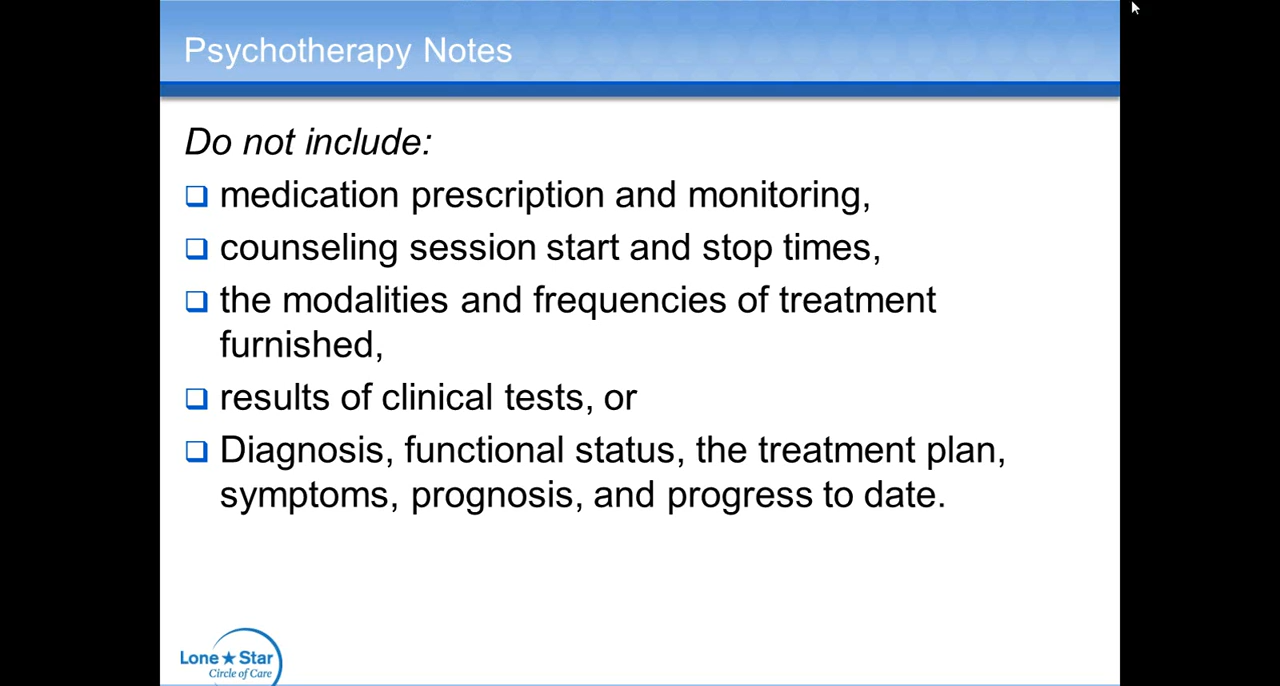 Psychotherapy Notes
Do not include:
medication prescription and monitoring,
counseling session start and stop times,
the modalities and frequencies of treatment
furnished,
results of clinical tests, or
Diagnosis, functional status, the treatment plan,
symptoms, prognosis, and progress to date.
Lone★Star
Circle of Care